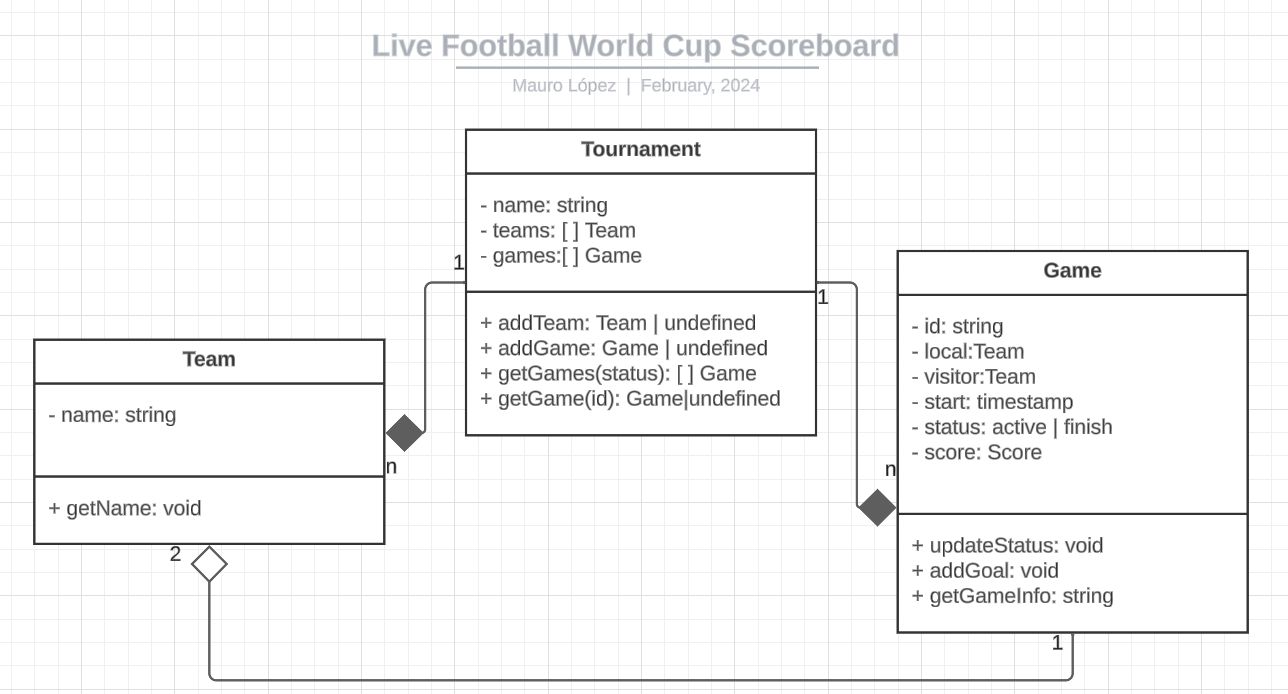 Live Football World Cup Scoreboard
Mauro López | February, 2024
Tournament
- name: string
- teams: [ ] Team
- games:[ ] Game
+ addTeam: Team | undefined
+ addGame: Game | undefined
+ getGames(status): [ ] Game
+ getGame(id): Game|undefined
1
1
Team
- name: string
+ getName: void
n
2
Game
- id: string
- local:Team
- visitor:Team
- start: timestamp
- status: active | finish
- score: Score
+ updateStatus: void
+ addGoal: void
+ getGameInfo: string
n
1